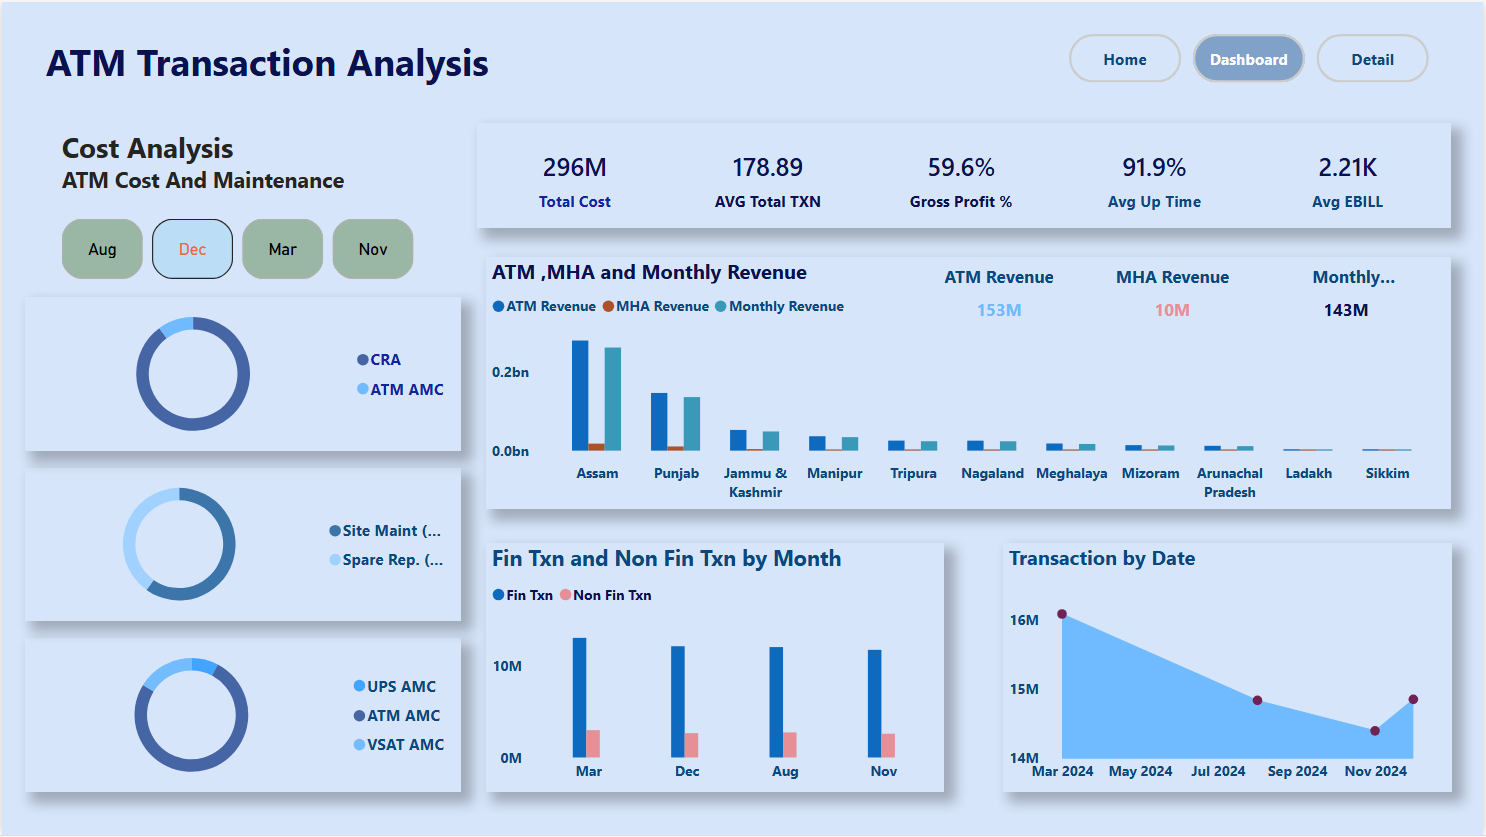 ATM Transaction Analysis
Home
Dashboard
Detail
Cost Analysis
ATM Cost And Maintenance
Aug
Dec
Mar
Nov
296M
Total Cost
178.89
AVG Total TXN
59.6%
Gross Profit %
91.9%
Avg Up Time
2.21K
Avg EBILL
CRA
ATM AMC
Site Maint (...
Spare Rep. (...
UPS AMC
ATM AMC
VSAT AMC
ATM ,MHA and Monthly Revenue
ATM Revenue
MHA Revenue
Monthly Revenue
ATM Revenue
153M
MHA Revenue
10M
Monthly...
143M
0.2bn
0.0bn
Assam
Punjab
Jammu &
Kashmir
Manipur
Tripura
Nagaland
Meghalaya
Mizoram
Arunachal
Pradesh
Ladakh
Sikkim
Fin Txn and Non Fin Txn by Month
Fin Txn
Non Fin Txn
10M
0M
Mar
Dec
Aug
Nov
Transaction by Date
16M
15M
14M
Mar 2024
May 2024
Jul 2024
Sep 2024
Nov 2024